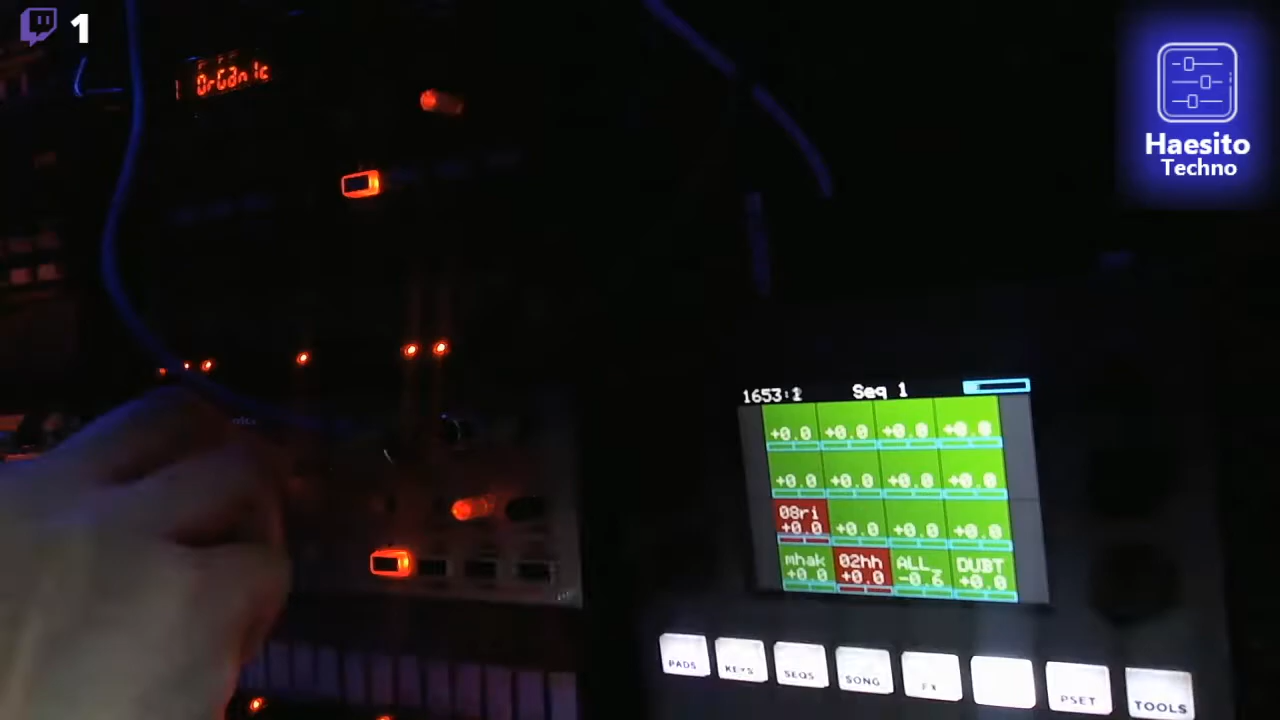 1
OrGanic
Haesito
Techno
1653:1
Seq 1
+0.0 +0.0 +0.0 +0.0
+0.0 +0.0 +0.0 +0.0
08ri
+0.0 +0.0 +0.0 +0.0
mhak 02hh ALL_ DUBT
+0.0 +0.0 -0.6 +0.0
PADS KEYS SEQS SONG FX PSET TOOLS